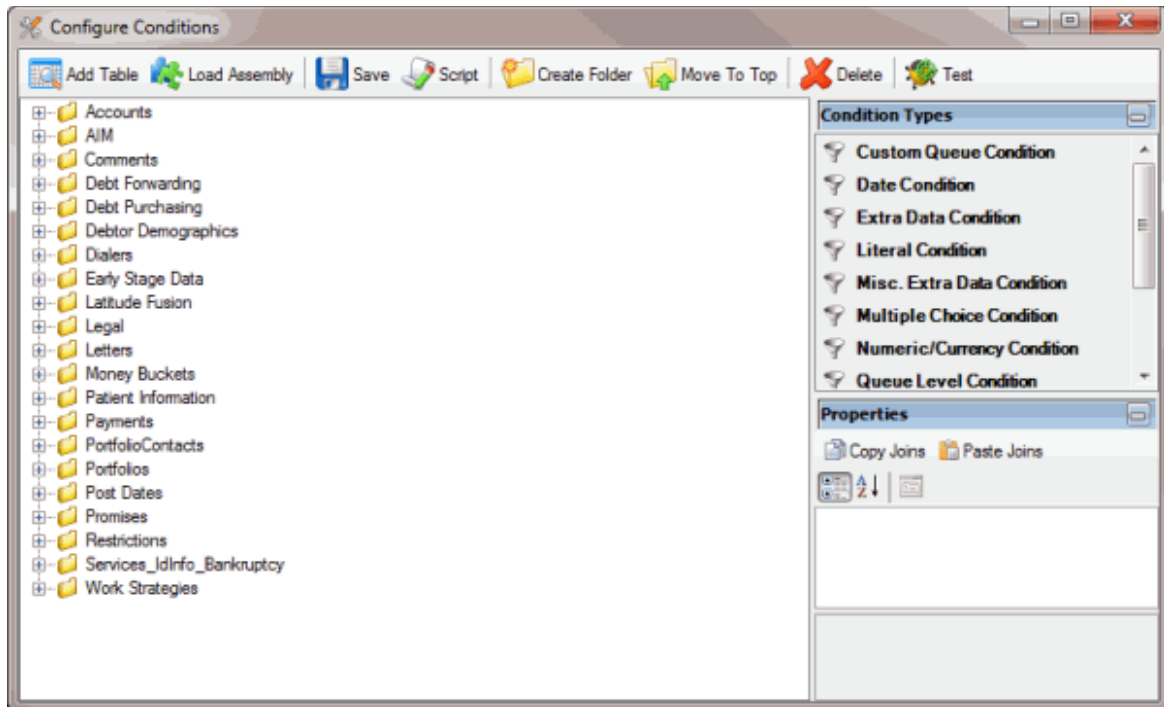 Configure Conditions
Add Table Load Assembly Save Script Create Folder Move To Top Delete Test
Accounts
AIM
Comments
Debt Forwarding
Debt Purchasing
Debtor Demographics
Dialers
Early Stage Data
Latitude Fusion
Legal
Letters
Money Buckets
Patient Information
Payments
PortfolioContacts
Portfolios
Post Dates
Promises
Restrictions
Services_IdInfo_Bankruptcy
Work Strategies
Condition Types
Custom Queue Condition
Date Condition
Extra Data Condition
Literal Condition
Misc. Extra Data Condition
Multiple Choice Condition
Numeric/Currency Condition
Queue Level Condition
Properties
Copy Joins Paste Joins